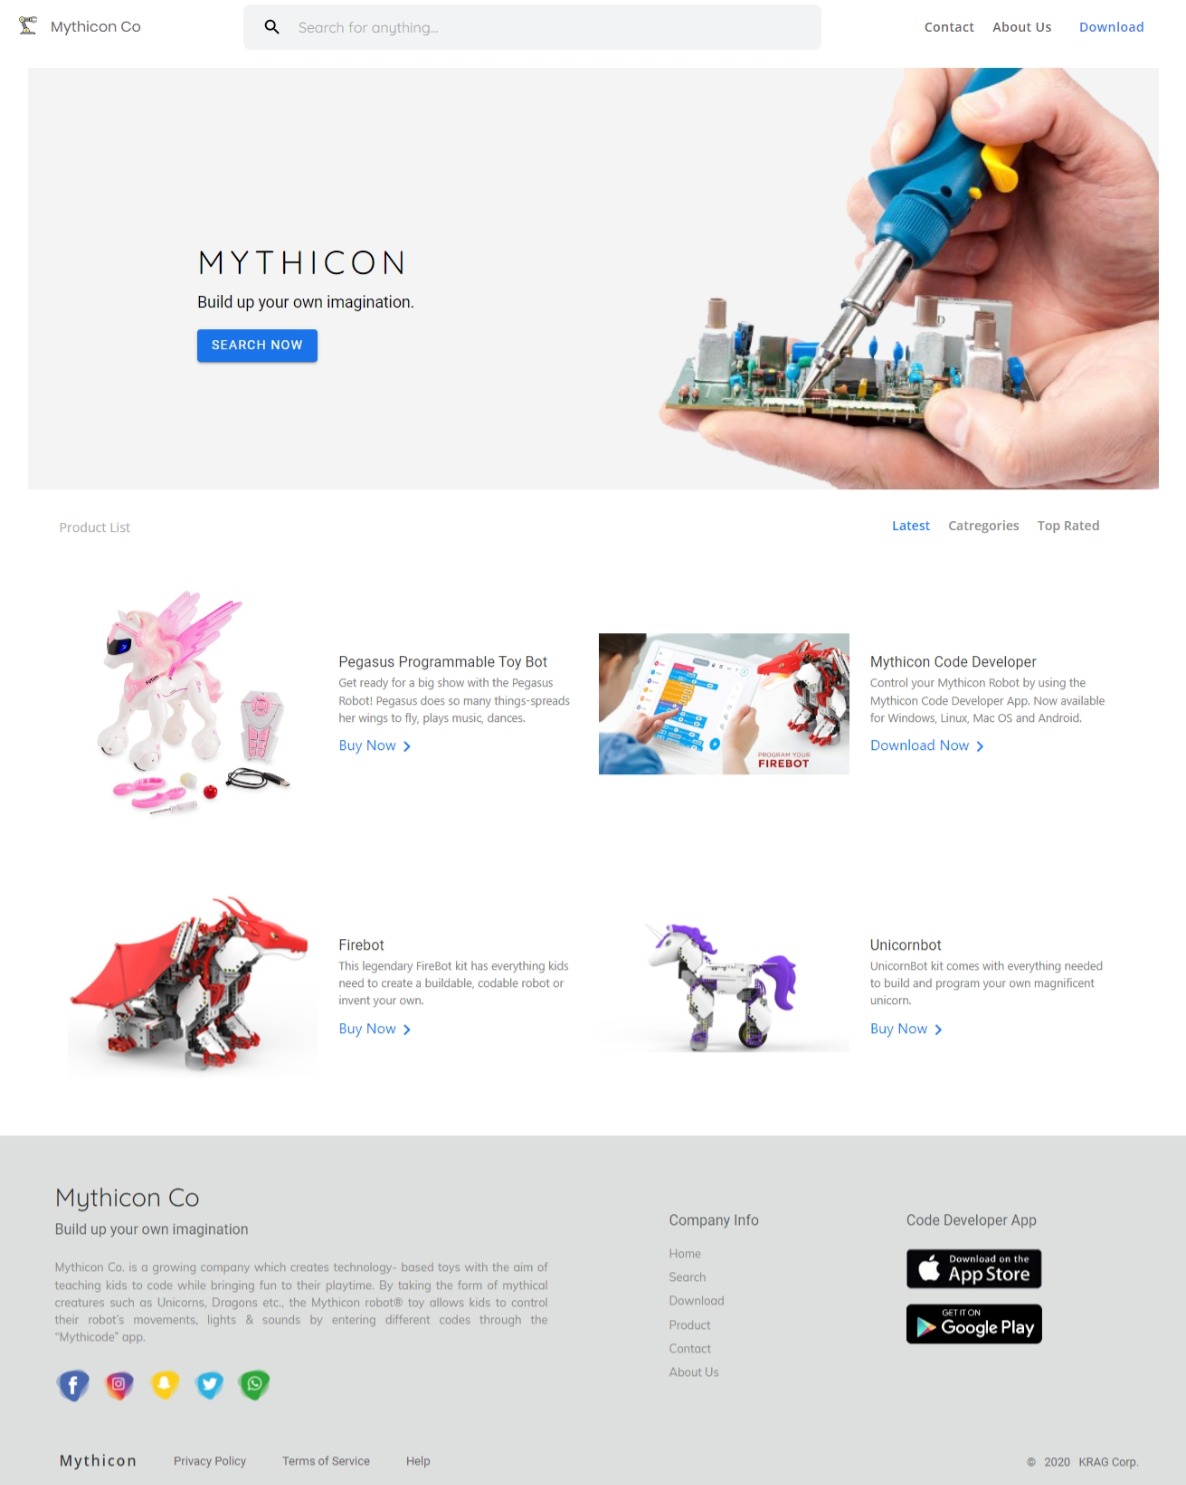 Mythicon Co
Search for anything...
Contact About Us Download
MYTHICON
Build up your own imagination.
SEARCH NOW
Product List
Latest Catregories Top Rated
Pegasus Programmable Toy Bot
Get ready for a big show with the Pegasus
Robot! Pegasus does so many things-spreads
her wings to fly, plays music, dances.
Buy Now
PROGRAM YOUR
FIREBOT
Mythicon Code Developer
Control your Mythicon Robot by using the
Mythicon Code Developer App. Now available
for Windows, Linux, Mac OS and Android.
Download Now
Firebot
This legendary FireBot kit has everything kids
need to create a buildable, codable robot or
invent your own.
Buy Now
Unicornbot
UnicornBot kit comes with everything needed
to build and program your own magnificent
unicorn.
Buy Now
Mythicon Co
Build up your own imagination
Mythicon Co. is a growing company which creates technology- based toys with the aim of
teaching kids to code while bringing fun to their playtime. By taking the form of mythical
creatures such as Unicorns, Dragons etc., the Mythicon robot® toy allows kids to control
their robot's movements, lights & sounds by entering different codes through the
"Mythicode" app.
Company Info
Home
Search
Download
Product
Contact
About Us
Code Developer App
Download on the
App Store
GET IT ON
Google Play
Mythicon Privacy Policy Terms of Service Help
© 2020 KRAG Corp.